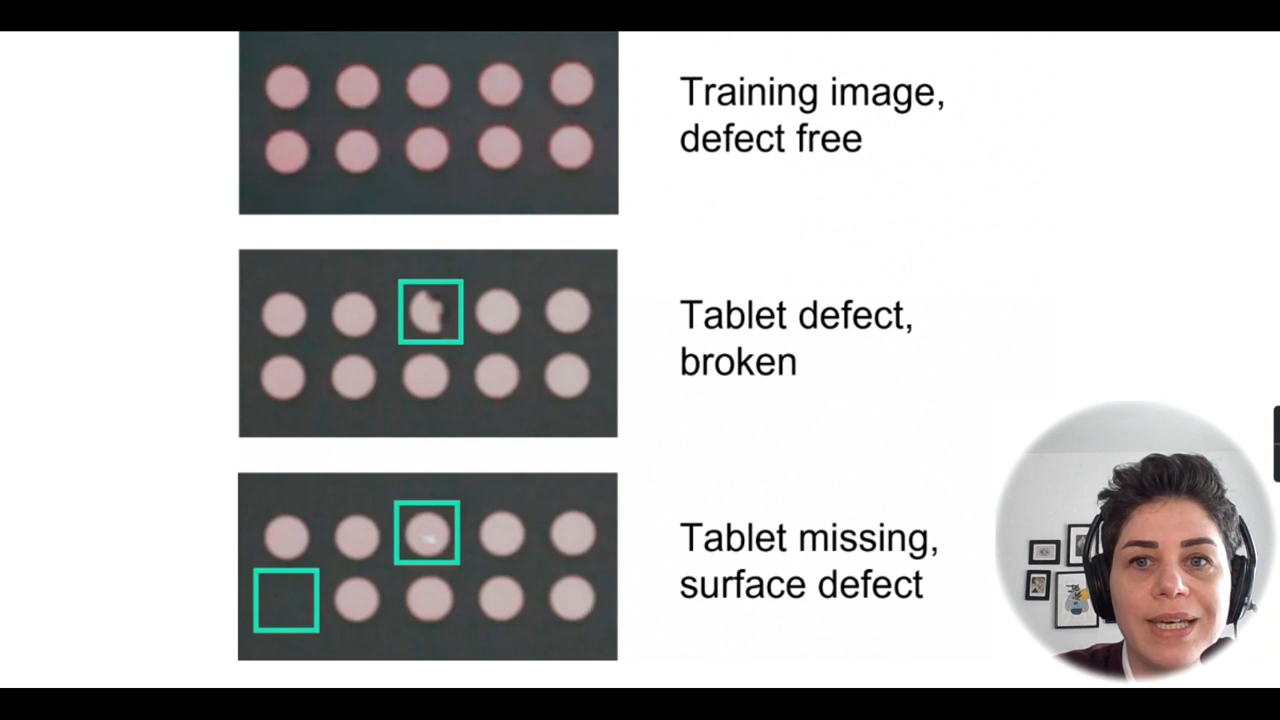 Training image,
defect free
Tablet defect,
broken
Tablet missing,
surface defect